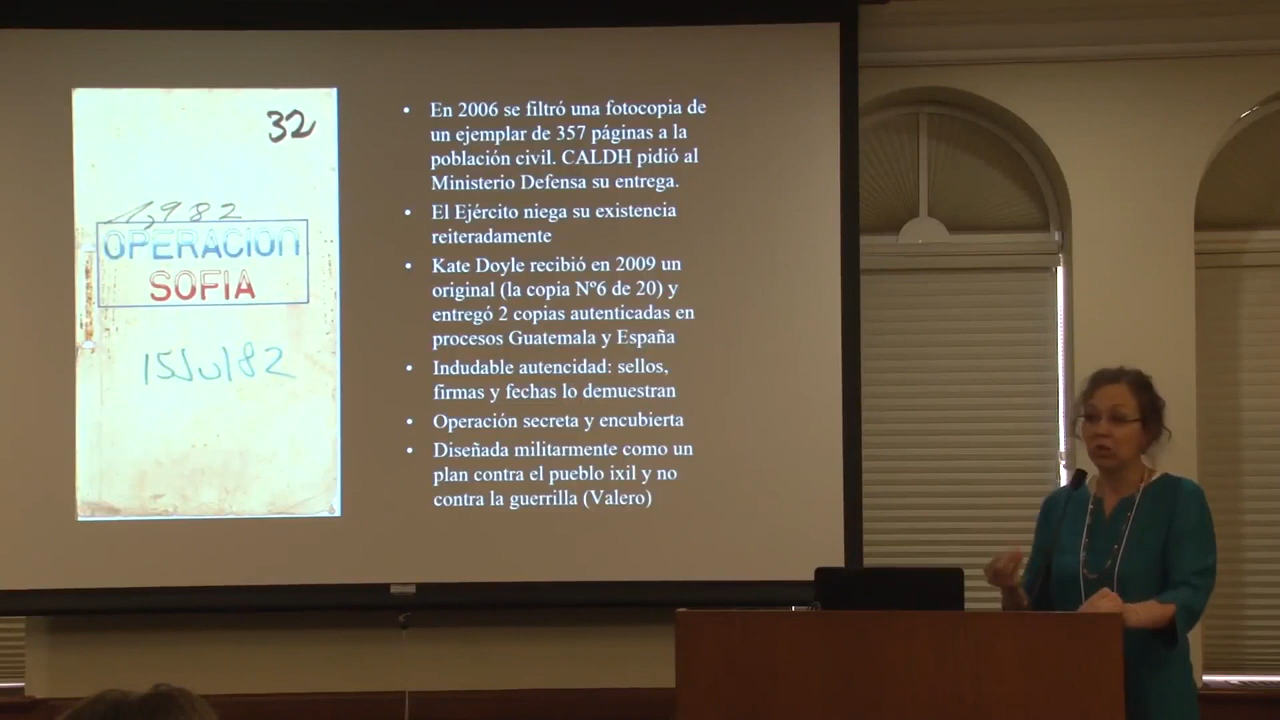 32
1,982
OPERACION
SOFIA
15Jul82
• En 2006 se filtró una fotocopia de
un ejemplar de 357 páginas a la
población civil. CALDH pidió al
Ministerio Defensa su entrega.
• El Ejército niega su existencia
reiteradamente
• Kate Doyle recibió en 2009 un
original (la copia Nº6 de 20) y
entregó 2 copias autenticadas en
procesos Guatemala y España
• Indudable autencidad: sellos,
firmas y fechas lo demuestran
• Operación secreta y encubierta
• Diseñada militarmente como un
plan contra el pueblo ixil y no
contra la guerrilla (Valero)